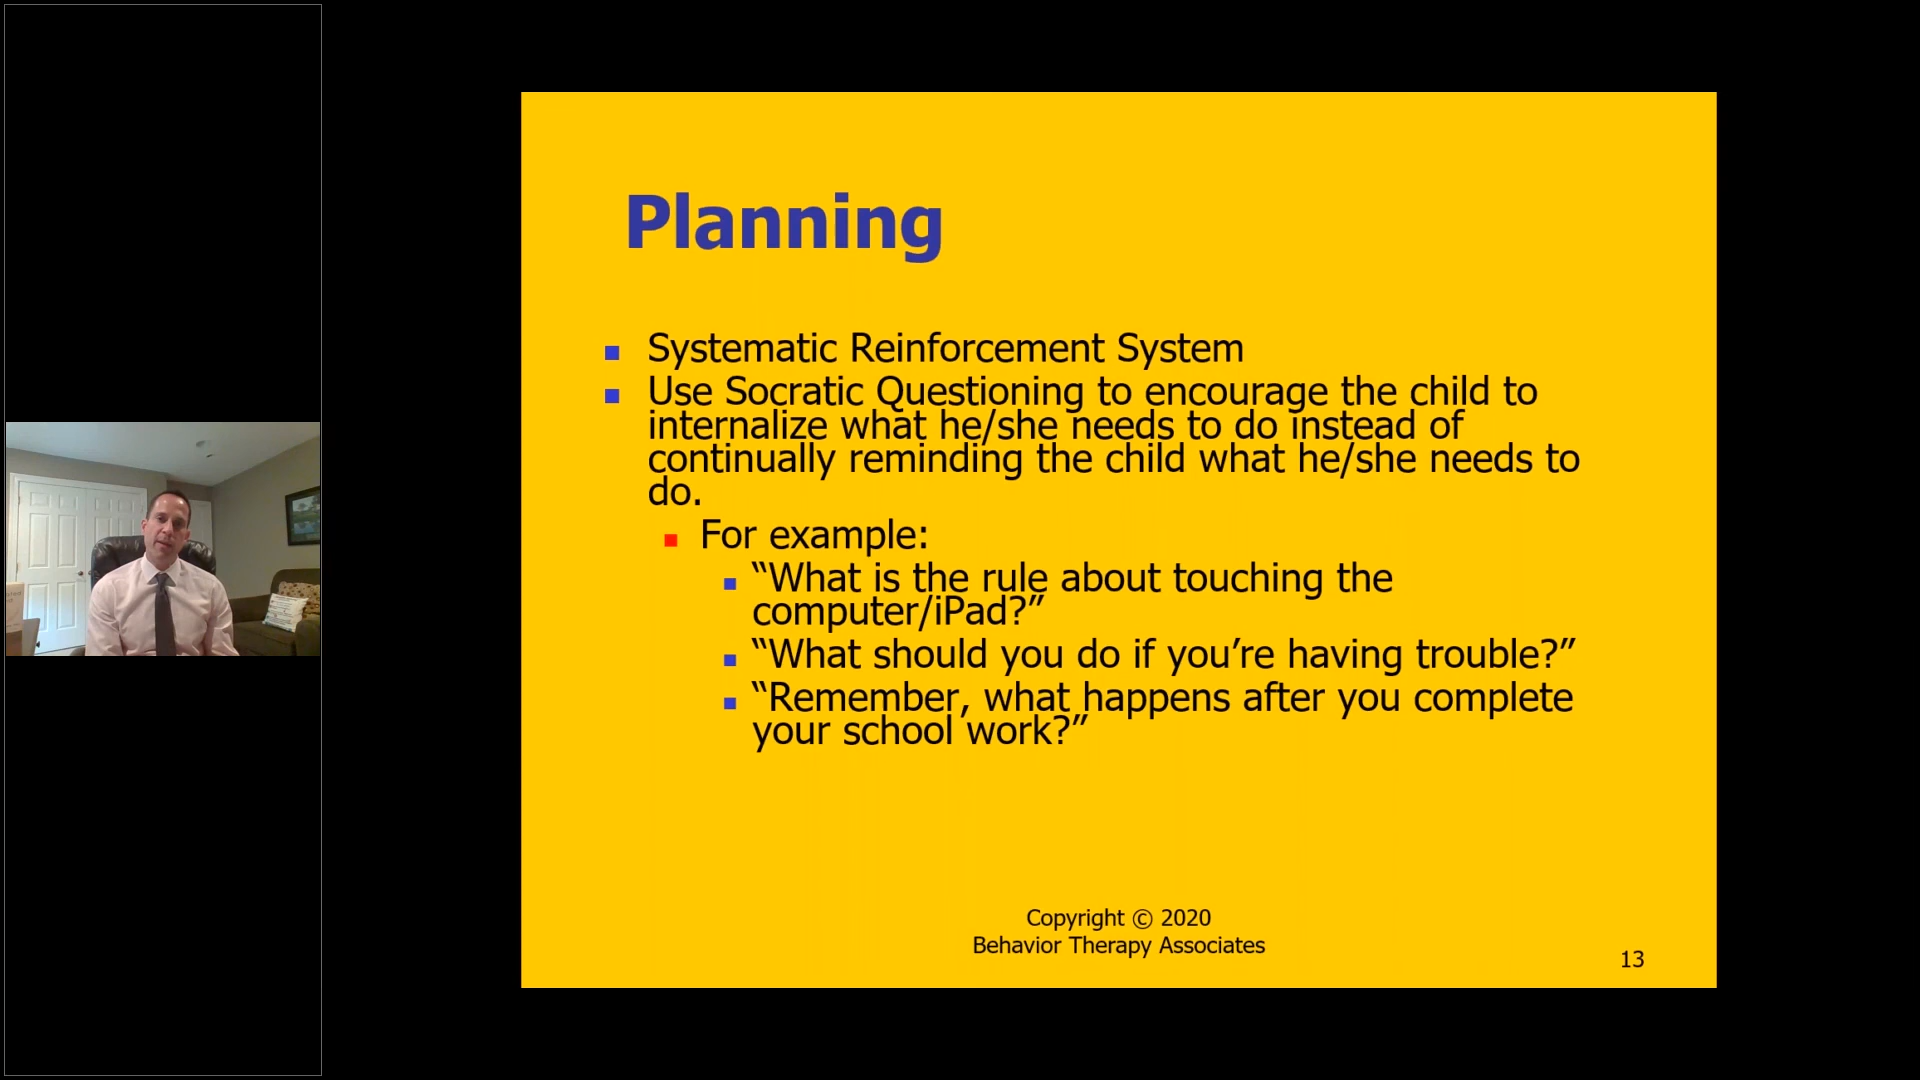 Planning
Systematic Reinforcement System
Use Socratic Questioning to encourage the child to
internalize what he/she needs to do instead of
continually reminding the child what he/she needs to
do.
For example:
“What is the rule about touching the
computer/iPad?”
“What should you do if you’re having trouble?”
“Remember, what happens after you complete
your school work?”
Copyright © 2020
Behavior Therapy Associates
13